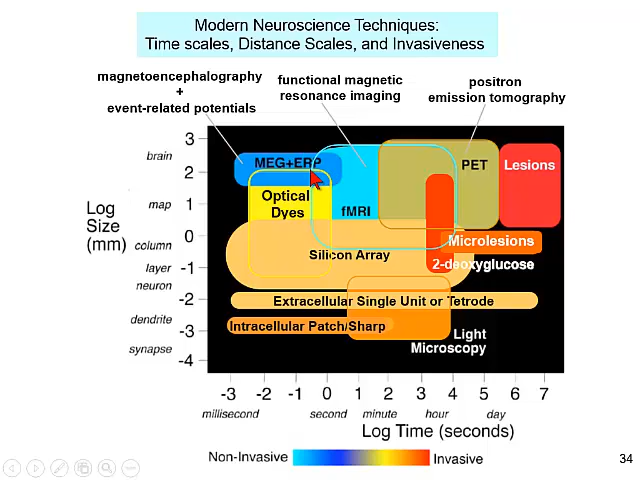 Modern Neuroscience Techniques:
Time scales, Distance Scales, and Invasiveness
magnetoencephalography
+
event-related potentials
functional magnetic
resonance imaging
positron
emission tomography
Log
Size
(mm)
brain
map
column
layer
neuron
dendrite
synapse
3
2
1
0
-1
-2
-3
-4
MEG+ERP
PET
Lesions
Optical
Dyes
fMRI
Microlesions
Silicon Array
2-deoxyglucose
Extracellular Single Unit or Tetrode
Intracellular Patch/Sharp
Light
Microscopy
-3 -2 -1 0 1 2 3 4 5 6 7
millisecond second minute hour day
Log Time (seconds)
Non-Invasive Invasive
34